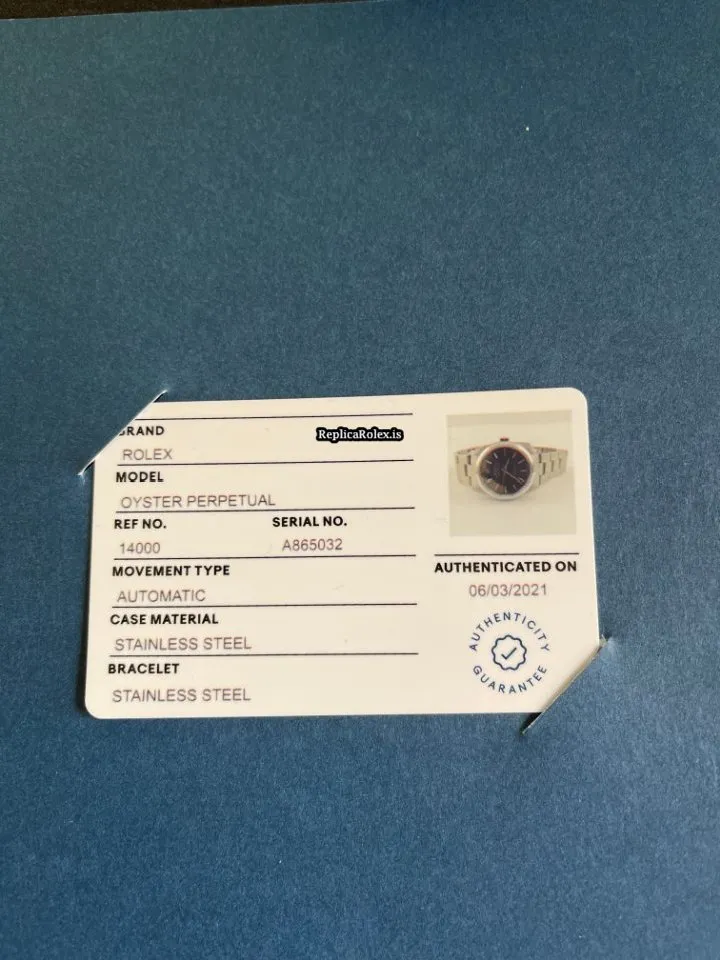 BRAND
ReplicaRolex.is
ROLEX
MODEL
OYSTER PERPETUAL
REF NO. SERIAL NO.
14000 A865032
MOVEMENT TYPE
AUTHENTICATED ON
AUTOMATIC
06/03/2021
CASE MATERIAL
STAINLESS STEEL
AUTHENTICITY
GUARANTEE
BRACELET
STAINLESS STEEL